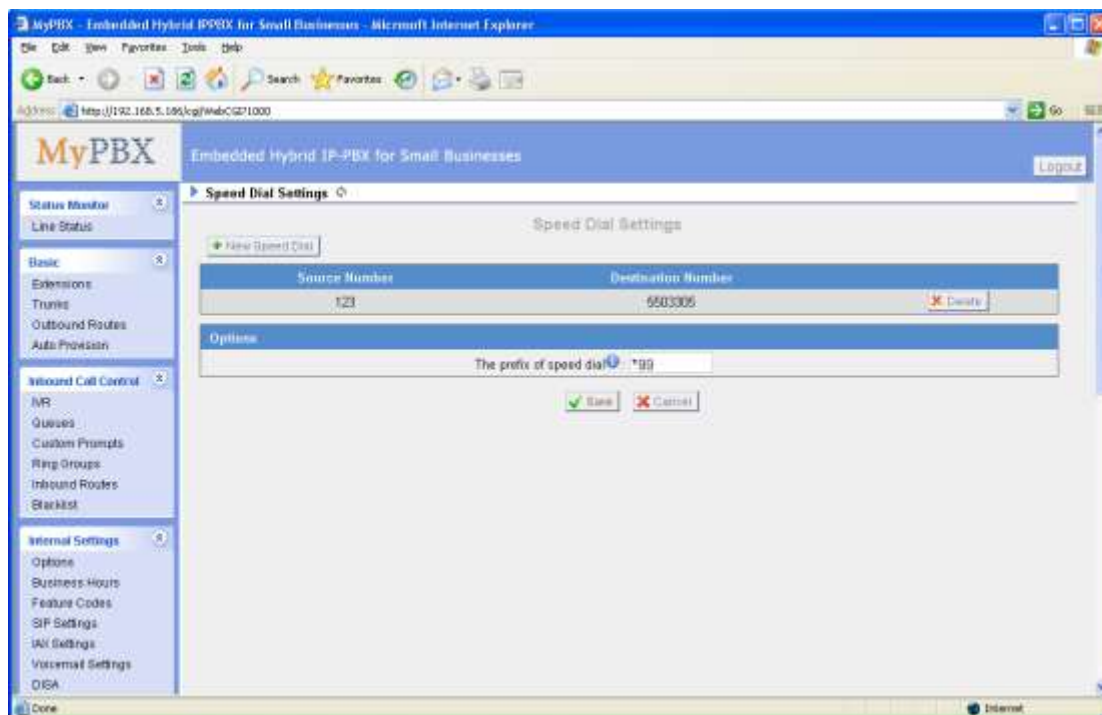 MyPBX - Embedded Hybrid IPPBX for Small Businesses - Microsoft Internet Explorer
File Edit View Favorites Tools Help
Back Search Favorites
Address http://192.168.5.186/cgi/WebCGI?1000 Go
MyPBX
Embedded Hybrid IP-PBX for Small Businesses
Logout
Status Monitor
Line Status
Basic
Extensions
Trunks
Outbound Routes
Auto Provision
Inbound Call Control
IVR
Queues
Custom Prompts
Ring Groups
Inbound Routes
Blacklist
Internal Settings
Options
Business Hours
Feature Codes
SIP Settings
IAX Settings
Voicemail Settings
DISA
Speed Dial Settings
Speed Dial Settings
New Speed Dial
Source Number Destination Number
123 5503305 Delete
Options
The prefix of speed dial : *99
Save Cancel
Done Internet